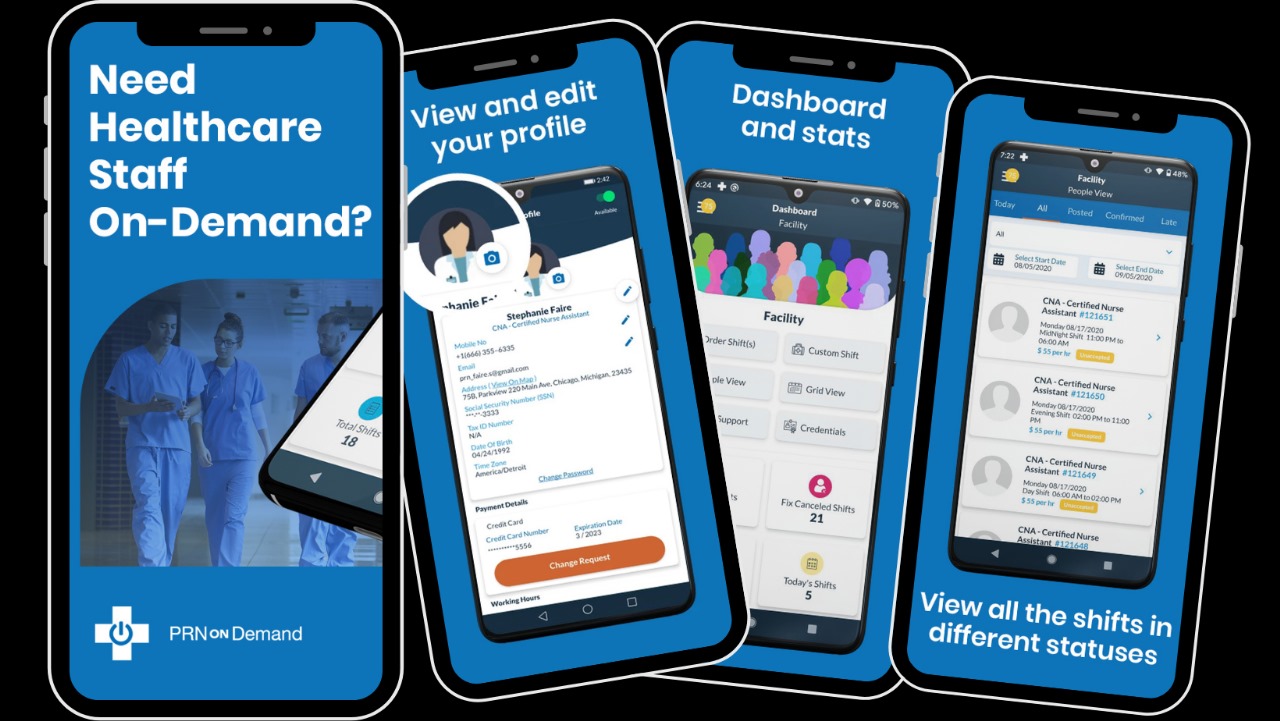 Need
Healthcare
Staff
On-Demand?
Total Shifts
18
PRN ON Demand
View and edit
your profile
2:42
ofile
Available
Stephanie Faire
CNA - Certified Nurse Assistant
Mobile No
+1(666) 355-6335
Email
prn_faire.s@gmail.com
Address ( View On Map )
75B, Parkview 220 Main Ave, Chicago, Michigan, 23435
Social Security Number (SSN)
***-**-3333
Tax ID Number
N/A
Date Of Birth
04/24/1992
Time Zone
America/Detroit
Change Password
Payment Details
Credit Card
Credit Card Number
Expiration Date
**********5556
3 / 2023
Change Request
Working Hours
Dashboard
and stats
6:24
50%
75
Dashboard
Facility
Facility
Order Shift(s)
Custom Shift
ple View
Grid View
Support
Credentials
ts
Fix Canceled Shifts
21
Today's Shifts
5
7:22
48%
75
Facility
People View
Today
All
Posted
Confirmed
Late
All
Select Start Date
08/05/2020
Select End Date
09/05/2020
CNA - Certified Nurse
Assistant #121651
Monday 08/17/2020
MidNight Shift 11:00 PM to
06:00 AM
$ 55 per hr
Unaccepted
CNA - Certified Nurse
Assistant #121650
Monday 08/17/2020
Evening Shift 02:00 PM to 11:00
PM
$ 55 per hr
Unaccepted
CNA - Certified Nurse
Assistant #121649
Monday 08/17/2020
Day Shift 06:00 AM to 02:00 PM
$ 55 per hr
Unaccepted
CNA - Certified Nurse
Assistant #121648
View all the shifts in
different statuses